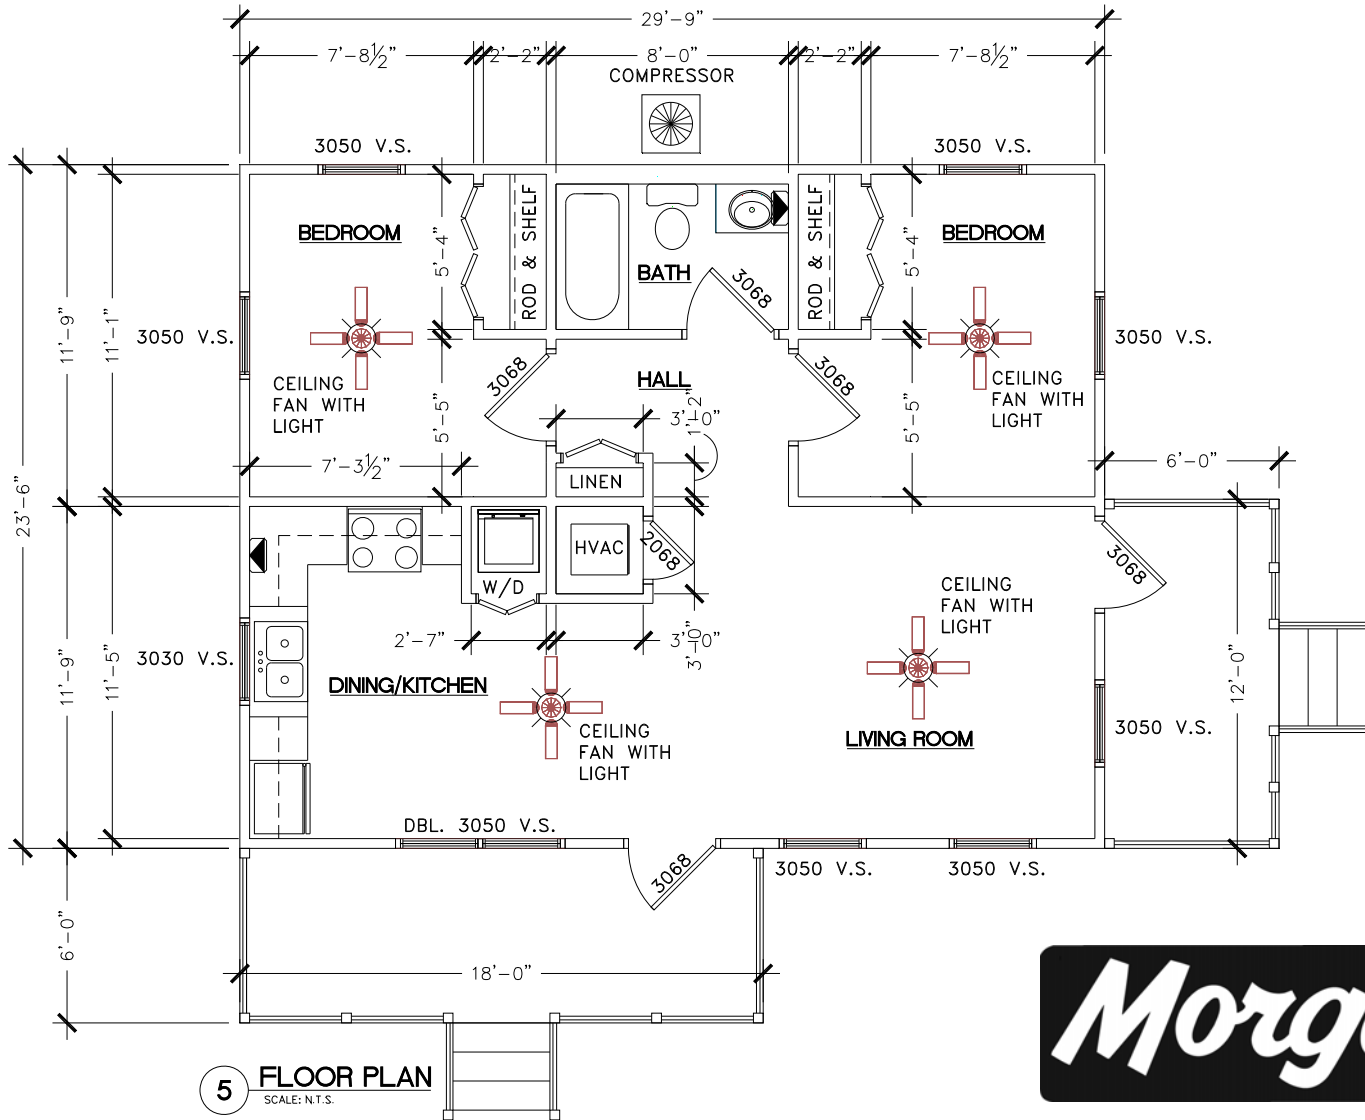 29'-9"
7'-8½" 2'-2" 8'-0" 2'-2" 7'-8½"
COMPRESSOR
3050 V.S.
3050 V.S.
BEDROOM
ROD & SHELF
BATH
3068
ROD & SHELF
BEDROOM
5'-4"
5'-4"
3050 V.S.
3050 V.S.
11'-9"
11'-1"
CEILING
FAN WITH
LIGHT
3068
HALL
3068
CEILING
FAN WITH
LIGHT
5'-5"
3'-0"
1'-2"
5'-5"
7'-3½"
LINEN
6'-0"
23'-6"
HVAC
2068
3068
W/D
CEILING
FAN WITH
LIGHT
2'-7"
3'-0"
3'-0"
3030 V.S.
11'-9"
11'-5"
DINING/KITCHEN
12'-0"
CEILING
FAN WITH
LIGHT
LIVING ROOM
3050 V.S.
DBL. 3050 V.S.
3068
3050 V.S.
3050 V.S.
6'-0"
18'-0"
5 FLOOR PLAN
SCALE: N.T.S.